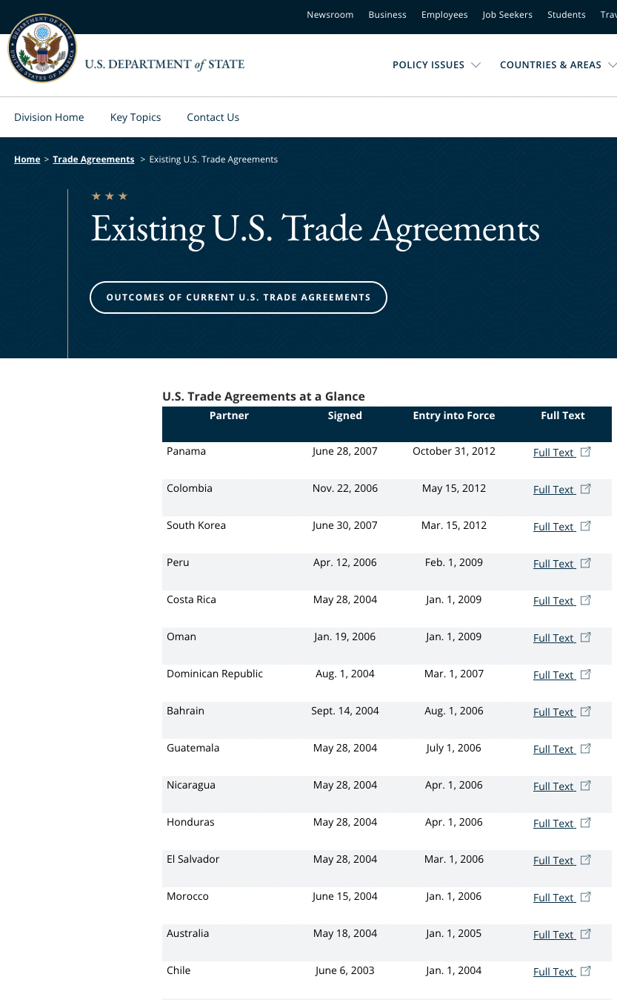 Newsroom Business Employees Job Seekers Students
U.S. DEPARTMENT of STATE
POLICY ISSUES COUNTRIES & AREAS
Division Home Key Topics Contact Us
Home > Trade Agreements > Existing U.S. Trade Agreements
Existing U.S. Trade Agreements
OUTCOMES OF CURRENT U.S. TRADE AGREEMENTS
U.S. Trade Agreements at a Glance
Partner Signed Entry into Force Full Text
Panama June 28, 2007 October 31, 2012 Full Text
Colombia Nov. 22, 2006 May 15, 2012 Full Text
South Korea June 30, 2007 Mar. 15, 2012 Full Text
Peru Apr. 12, 2006 Feb. 1, 2009 Full Text
Costa Rica May 28, 2004 Jan. 1, 2009 Full Text
Oman Jan. 19, 2006 Jan. 1, 2009 Full Text
Dominican Republic Aug. 1, 2004 Mar. 1, 2007 Full Text
Bahrain Sept. 14, 2004 Aug. 1, 2006 Full Text
Guatemala May 28, 2004 July 1, 2006 Full Text
Nicaragua May 28, 2004 Apr. 1, 2006 Full Text
Honduras May 28, 2004 Apr. 1, 2006 Full Text
El Salvador May 28, 2004 Mar. 1, 2006 Full Text
Morocco June 15, 2004 Jan. 1, 2006 Full Text
Australia May 18, 2004 Jan. 1, 2005 Full Text
Chile June 6, 2003 Jan. 1, 2004 Full Text